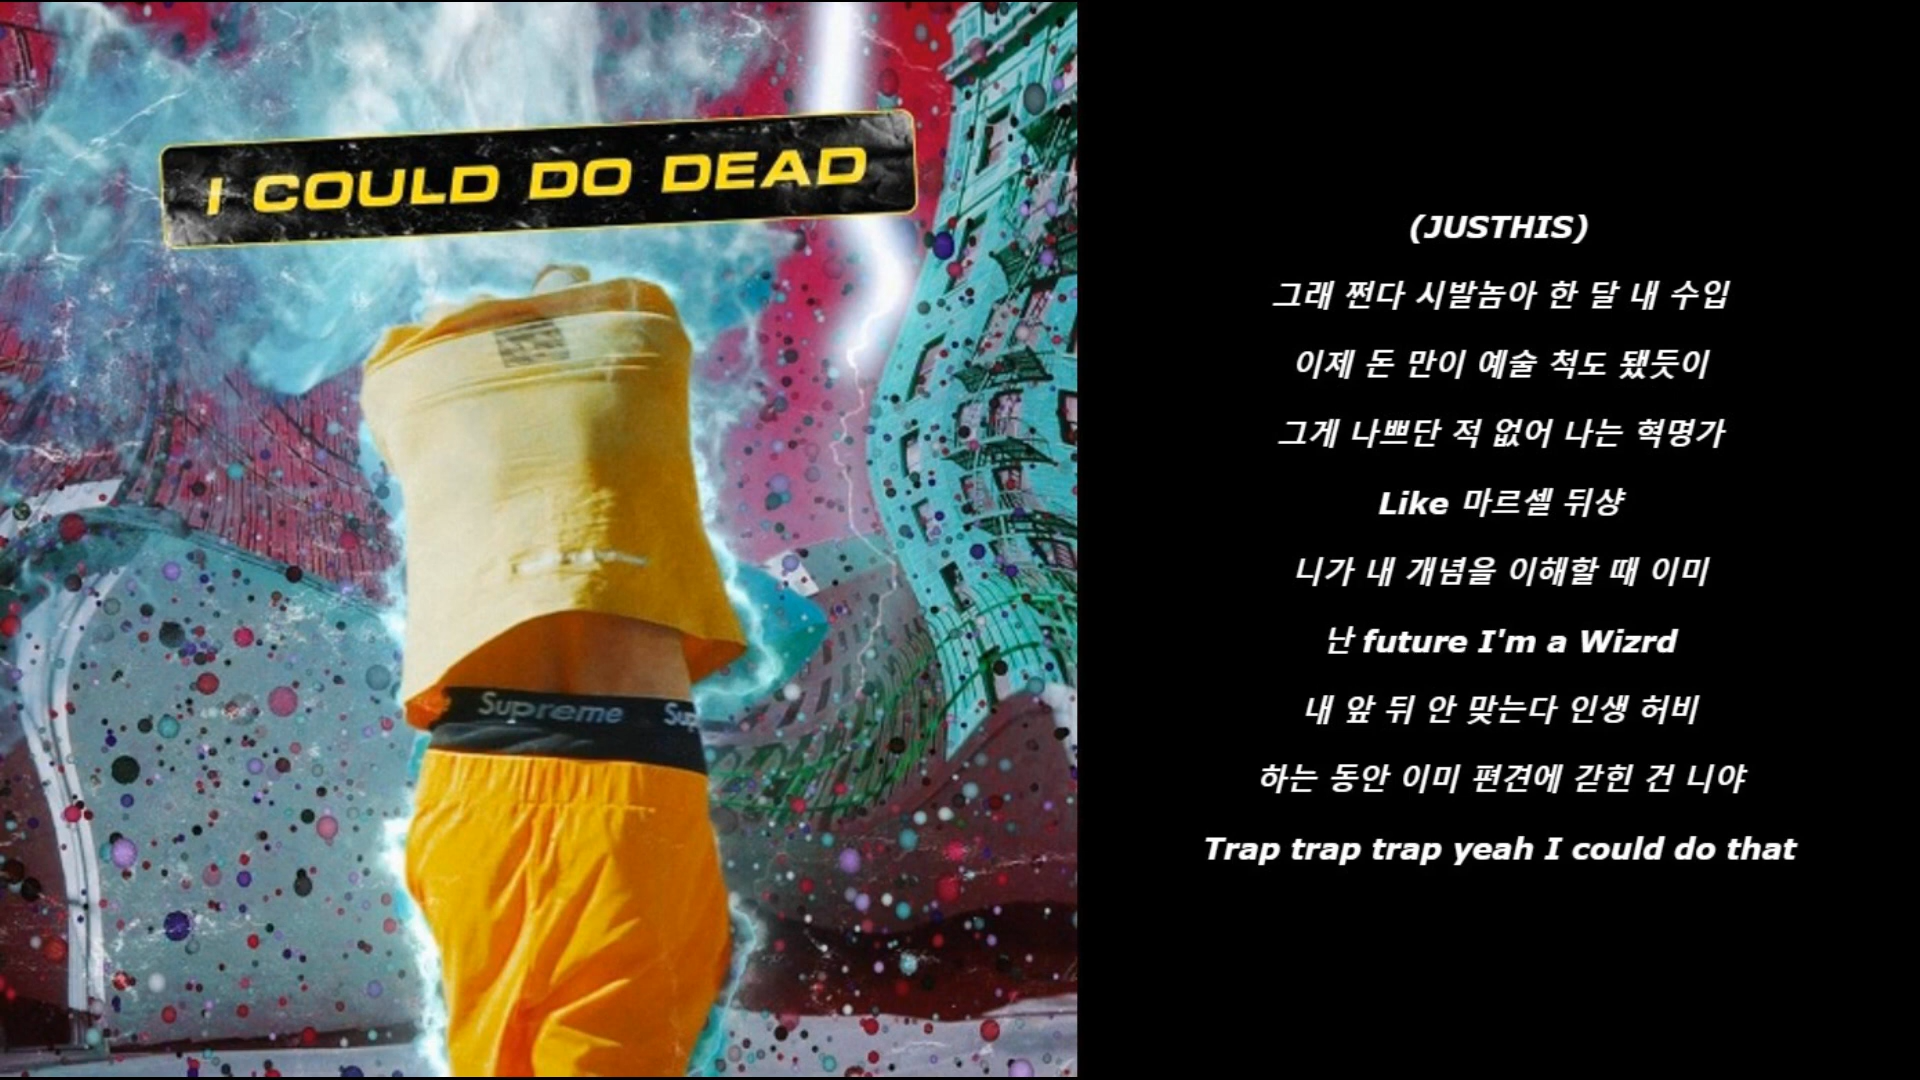 I COULD DO DEAD
Supreme
Sup
(JUSTHIS)
그래 쩐다 시발놈아 한 달 내 수입
이제 돈 만이 예술 척도 됐듯이
그게 나쁘단 적 없어 나는 혁명가
Like 마르셀 뒤샹
니가 내 개념을 이해할 때 이미
난 future I'm a Wizrd
내 앞 뒤 안 맞는다 인생 허비
하는 동안 이미 편견에 갇힌 건 니야
Trap trap trap yeah I could do that